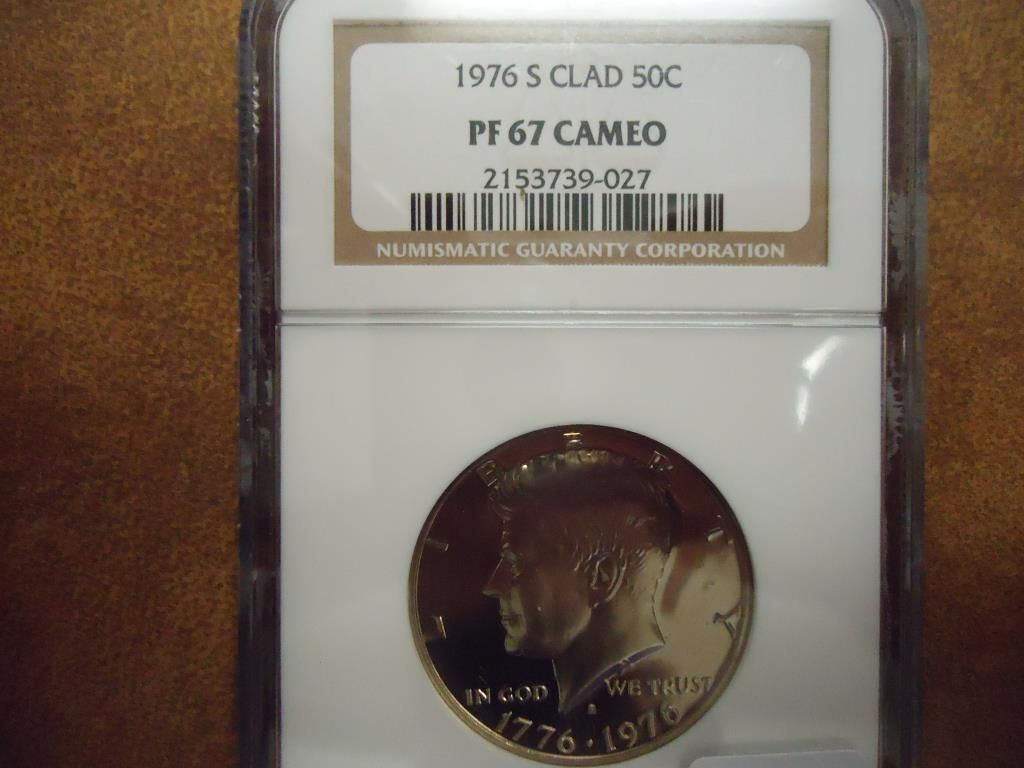 1976 S CLAD 50C
PF 67 CAMEO
2153739-027
NUMISMATIC GUARANTY CORPORATION
IN GOD WE TRUST
1776 · 1976